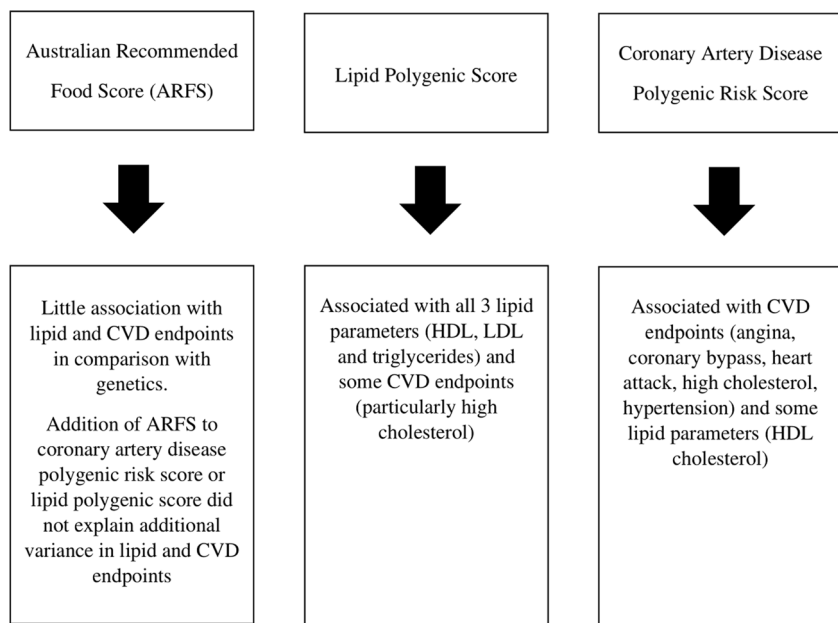 Australian Recommended
Food Score (ARFS)
Lipid Polygenic Score
Coronary Artery Disease
Polygenic Risk Score
Little association with
lipid and CVD endpoints
in comparison with
genetics.
Addition of ARFS to
coronary artery disease
polygenic risk score or
lipid polygenic score did
not explain additional
variance in lipid and CVD
endpoints
Associated with all 3 lipid
parameters (HDL, LDL
and triglycerides) and
some CVD endpoints
(particularly high
cholesterol)
Associated with CVD
endpoints (angina,
coronary bypass, heart
attack, high cholesterol,
hypertension) and some
lipid parameters (HDL
cholesterol)